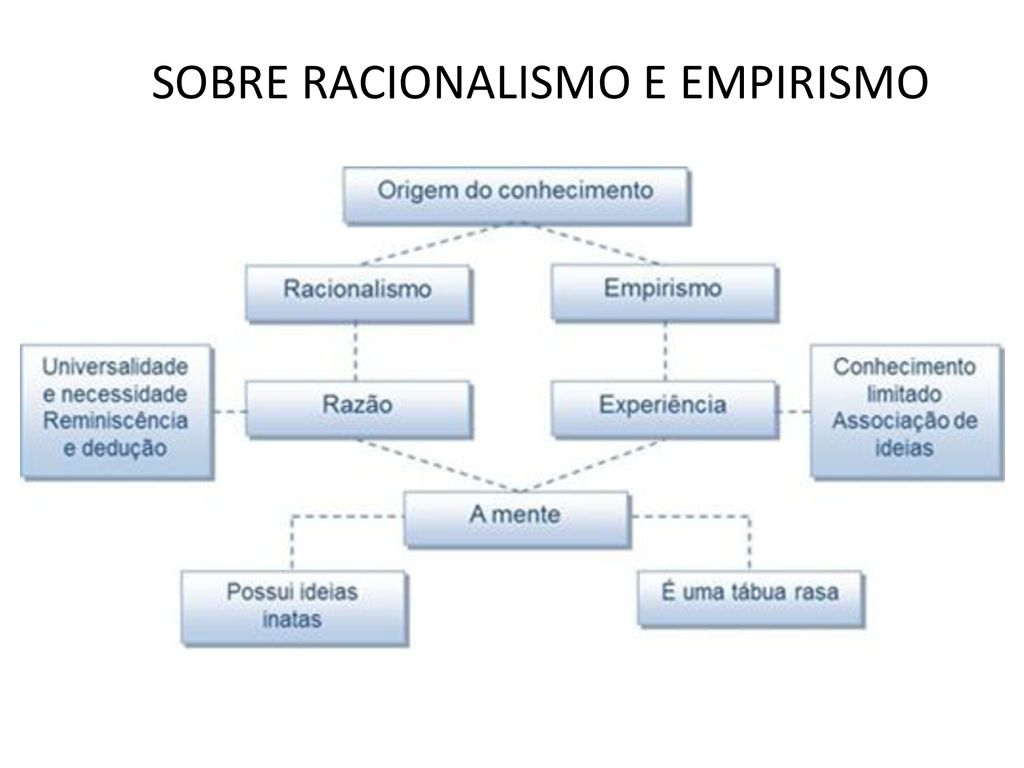 SOBRE RACIONALISMO E EMPIRISMO
Origem do conhecimento
Racionalismo
Empirismo
Universalidade
e necessidade
Reminiscência
e dedução
Razão
Experiência
Conhecimento
limitado
Associação de
ideias
A mente
Possui ideias
inatas
É uma tábua rasa